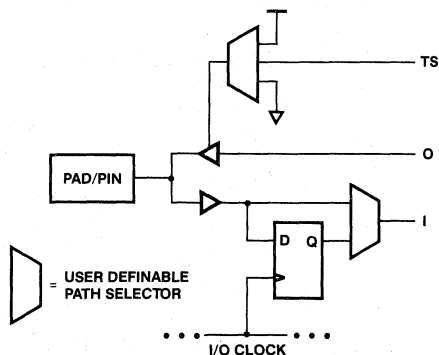 TS
O
PAD/PIN
I
D Q
= USER DEFINABLE
PATH SELECTOR
I/O CLOCK